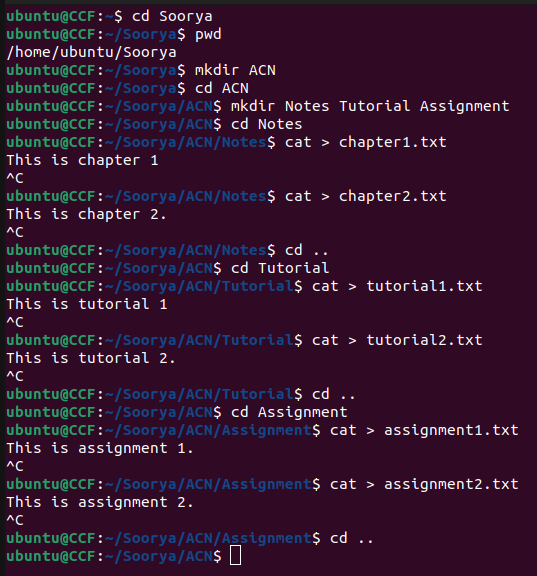 ubuntu@CCF:~$ cd Soorya
ubuntu@CCF:~/Soorya$ pwd
/home/ubuntu/Soorya
ubuntu@CCF:~/Soorya$ mkdir ACN
ubuntu@CCF:~/Soorya$ cd ACN
ubuntu@CCF:~/Soorya/ACN$ mkdir Notes Tutorial Assignment
ubuntu@CCF:~/Soorya/ACN$ cd Notes
ubuntu@CCF:~/Soorya/ACN/Notes$ cat > chapter1.txt
This is chapter 1
^C
ubuntu@CCF:~/Soorya/ACN/Notes$ cat > chapter2.txt
This is chapter 2.
^C
ubuntu@CCF:~/Soorya/ACN/Notes$ cd ..
ubuntu@CCF:~/Soorya/ACN$ cd Tutorial
ubuntu@CCF:~/Soorya/ACN/Tutorial$ cat > tutorial1.txt
This is tutorial 1
^C
ubuntu@CCF:~/Soorya/ACN/Tutorial$ cat > tutorial2.txt
This is tutorial 2.
^C
ubuntu@CCF:~/Soorya/ACN/Tutorial$ cd ..
ubuntu@CCF:~/Soorya/ACN$ cd Assignment
ubuntu@CCF:~/Soorya/ACN/Assignment$ cat > assignment1.txt
This is assignment 1.
^C
ubuntu@CCF:~/Soorya/ACN/Assignment$ cat > assignment2.txt
This is assignment 2.
^C
ubuntu@CCF:~/Soorya/ACN/Assignment$ cd ..
ubuntu@CCF:~/Soorya/ACN$